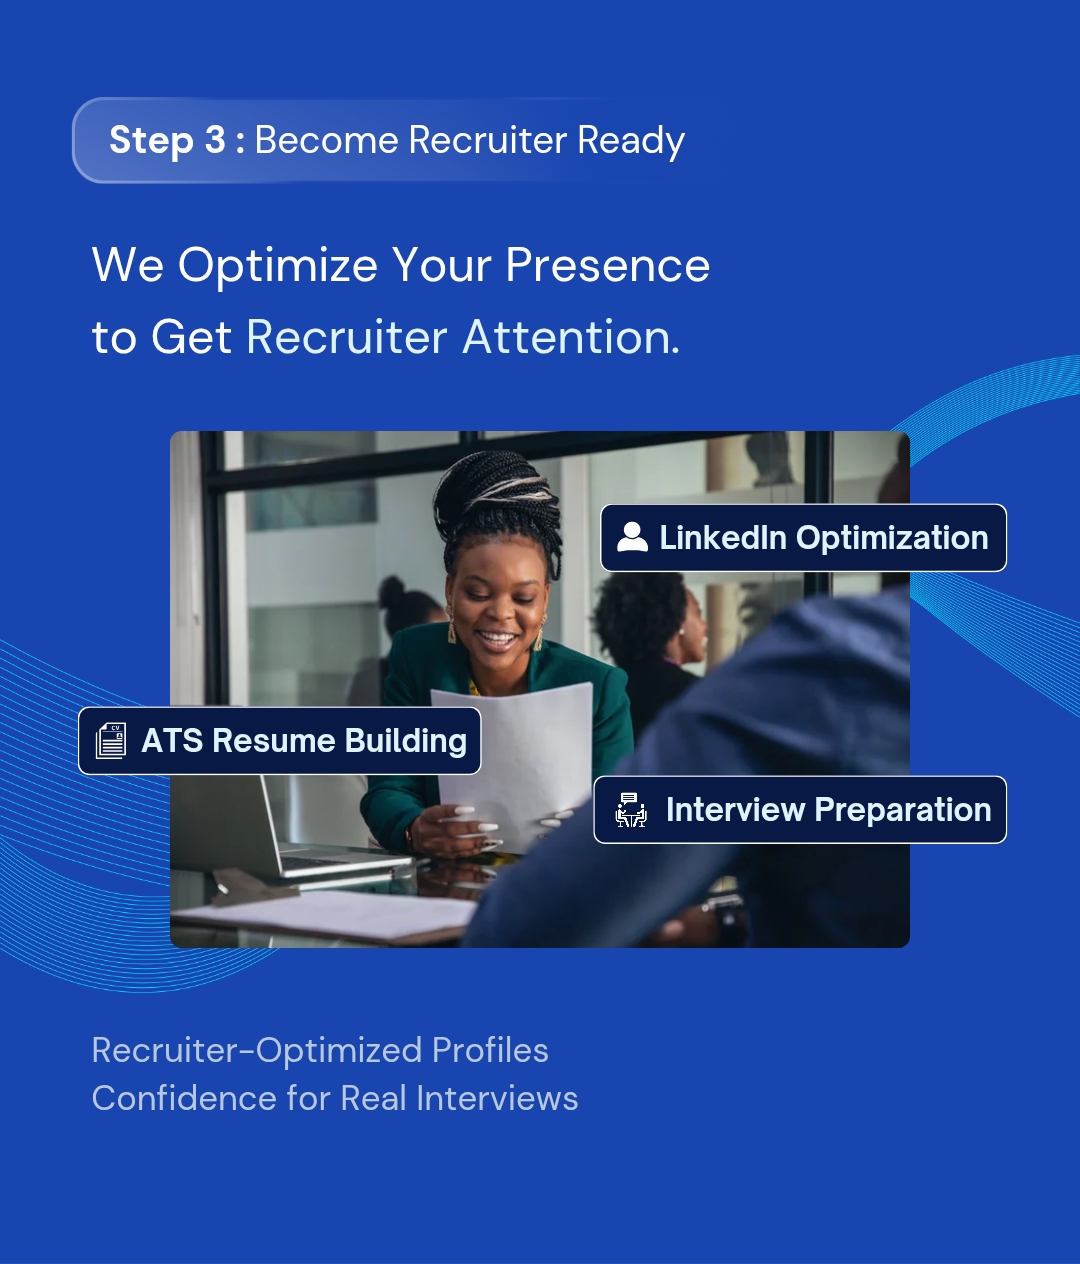 Step 3 : Become Recruiter Ready
We Optimize Your Presence
to Get Recruiter Attention.
LinkedIn Optimization
CV
ATS Resume Building
Interview Preparation
Recruiter-Optimized Profiles
Confidence for Real Interviews